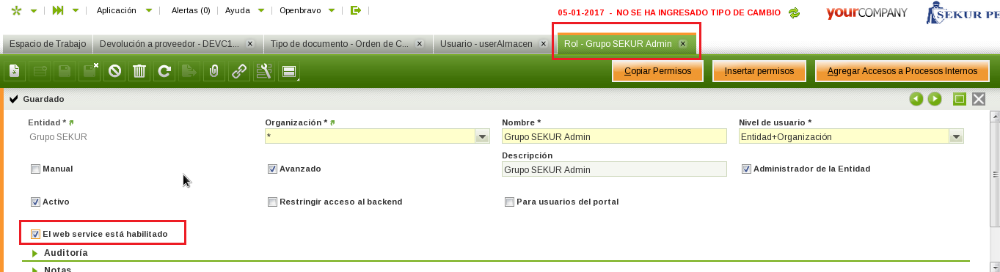 Aplicación Alertas (0) Ayuda Openbravo 05-01-2017 - NO SE HA INGRESADO TIPO DE CAMBIO yourCOMPANY SEKUR PE
Espacio de Trabajo Devolución a proveedor - DEVC1... Tipo de documento - Orden de C... Usuario - userAlmacen Rol - Grupo SEKUR Admin
Copiar Permisos Insertar permisos Agregar Accesos a Procesos Internos
Guardado
Entidad * Organización * Nombre * Nivel de usuario *
Grupo SEKUR * Grupo SEKUR Admin Entidad+Organización
Descripción
Manual Avanzado Grupo SEKUR Admin Administrador de la Entidad
Activo Restringir acceso al backend Para usuarios del portal
El web service está habilitado
Auditoría
Notas